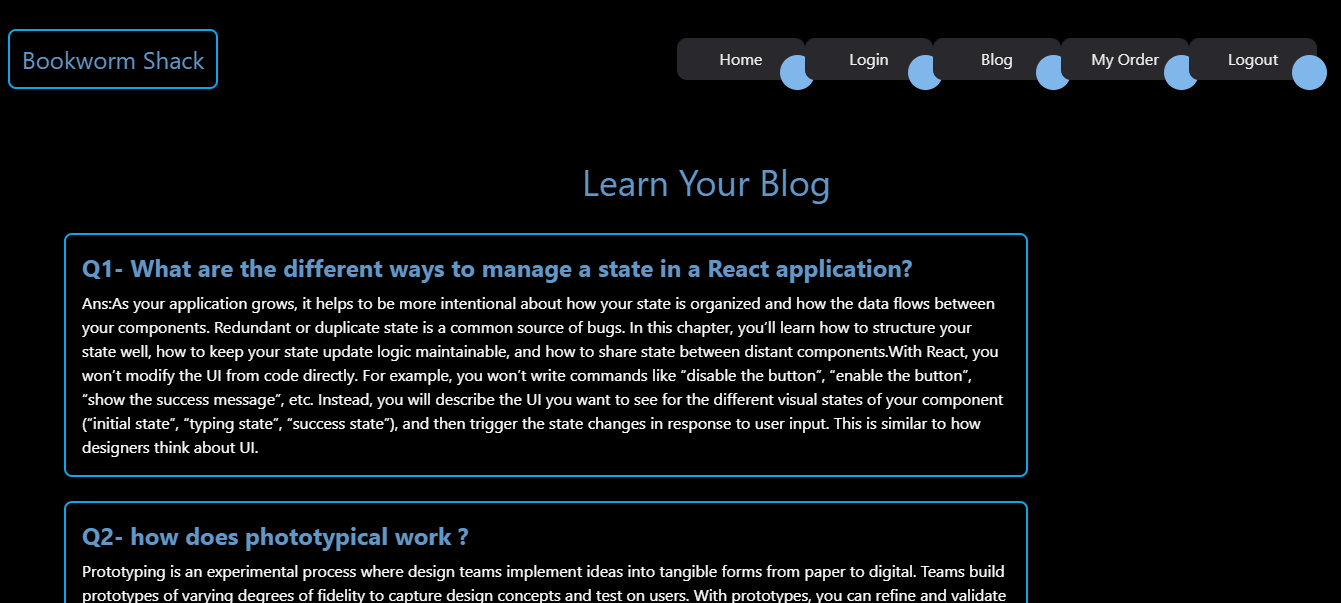 Bookworm Shack
Home Login Blog My Order Logout
Learn Your Blog
Q1- What are the different ways to manage a state in a React application?
Ans:As your application grows, it helps to be more intentional about how your state is organized and how the data flows between
your components. Redundant or duplicate state is a common source of bugs. In this chapter, you’ll learn how to structure your
state well, how to keep your state update logic maintainable, and how to share state between distant components.With React, you
won’t modify the UI from code directly. For example, you won’t write commands like “disable the button”, “enable the button”,
“show the success message”, etc. Instead, you will describe the UI you want to see for the different visual states of your component
(“initial state”, “typing state”, “success state”), and then trigger the state changes in response to user input. This is similar to how
designers think about UI.
Q2- how does phototypical work ?
Prototyping is an experimental process where design teams implement ideas into tangible forms from paper to digital. Teams build
prototypes of varying degrees of fidelity to capture design concepts and test on users. With prototypes, you can refine and validate